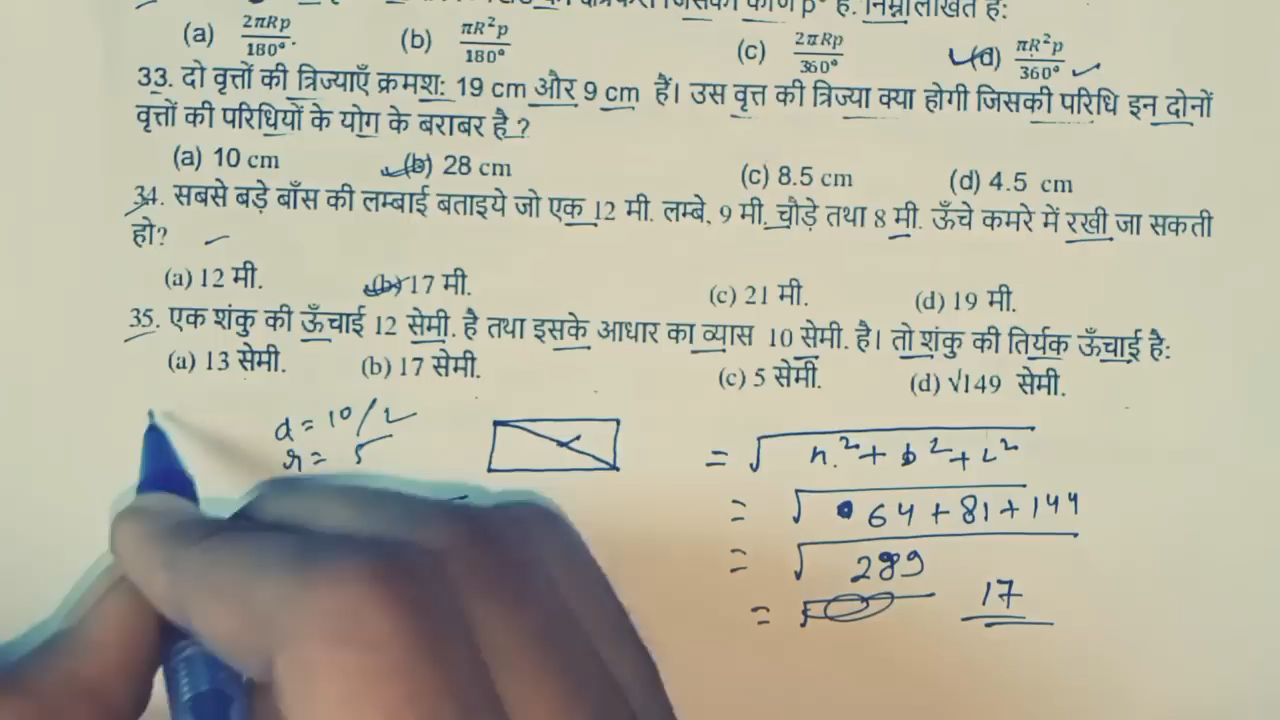 जिसका कोण p° है. निम्नलिखित है:
(a) 2πRp/180° (b) πR²p/180° (c) 2πRp/360° (d) πR²p/360°
33. दो वृत्तों की त्रिज्याएँ क्रमश: 19 cm और 9 cm हैं। उस वृत्त की त्रिज्या क्या होगी जिसकी परिधि इन दोनों
वृत्तों की परिधियों के योग के बराबर है ?
(a) 10 cm (b) 28 cm (c) 8.5 cm (d) 4.5 cm
34. सबसे बड़े बाँस की लम्बाई बताइये जो एक 12 मी. लम्बे, 9 मी. चौड़े तथा 8 मी. ऊँचे कमरे में रखी जा सकती
हो?
(a) 12 मी. (b) 17 मी. (c) 21 मी. (d) 19 मी.
35. एक शंकु की ऊँचाई 12 सेमी. है तथा इसके आधार का व्यास 10 सेमी. है। तो शंकु की तिर्यक ऊँचाई है:
(a) 13 सेमी. (b) 17 सेमी. (c) 5 सेमी. (d) √149 सेमी.
d = 10/2
r = 5
= √h²+b²+L²
= √64+81+144
= √289
= 17